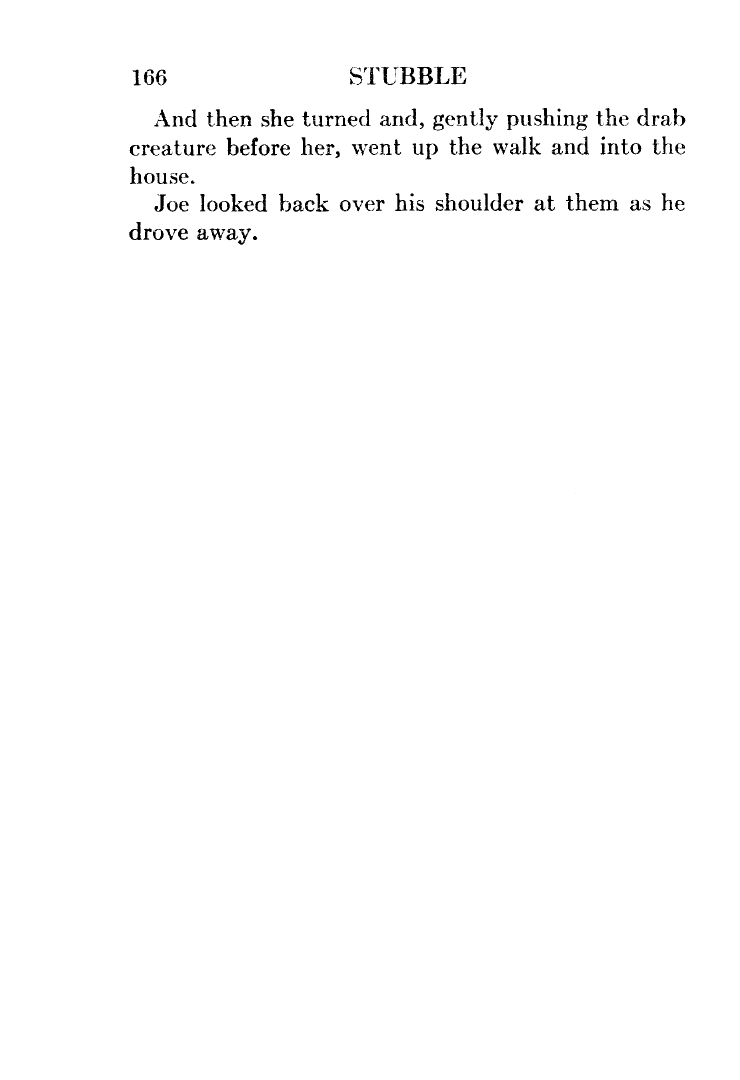 166 STUBBLE
And then she turned and, gently pushing the drab
creature before her, went up the walk and into the
house.
Joe looked back over his shoulder at them as he
drove away.